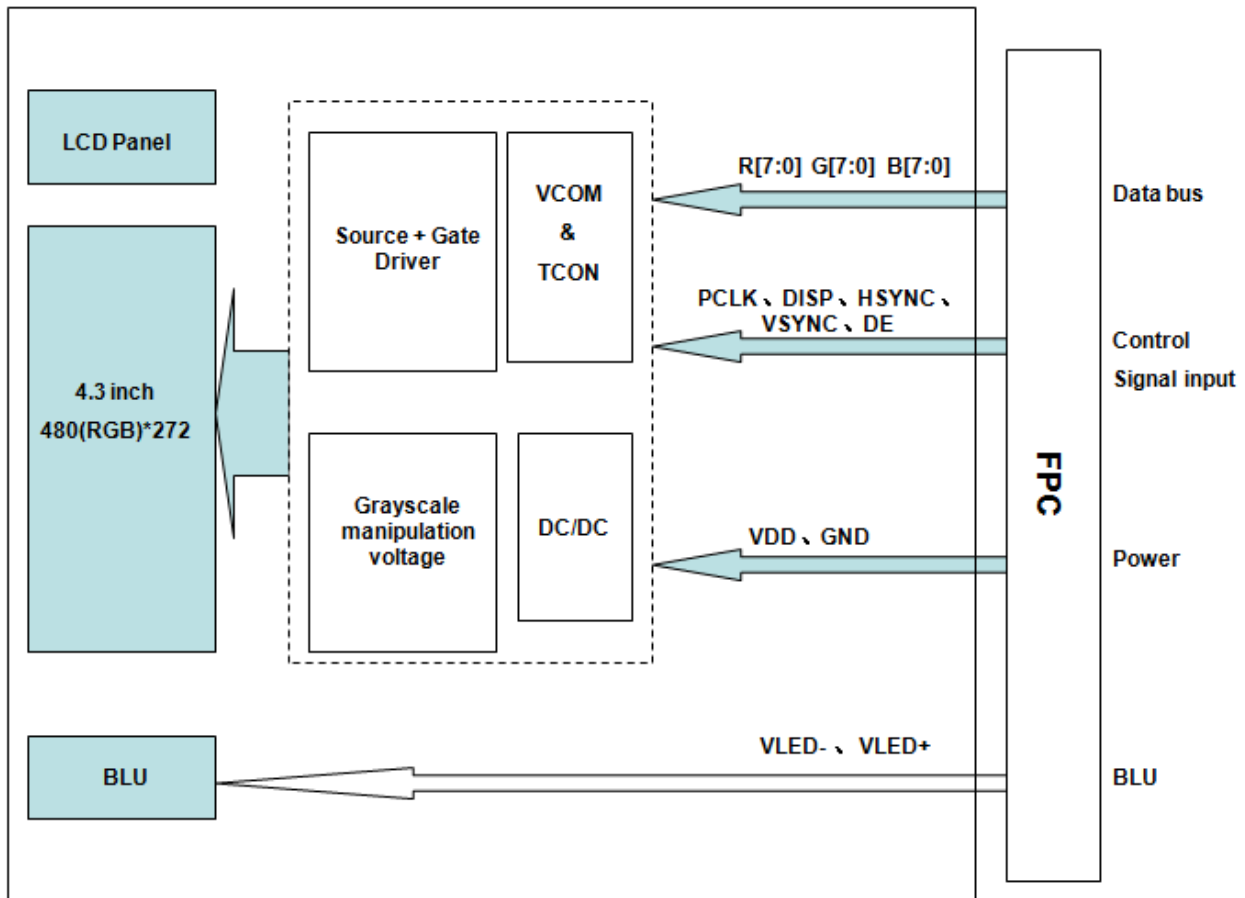 LCD Panel
4.3 inch
480(RGB)*272
BLU
Source + Gate
Driver
VCOM
&
TCON
Grayscale
manipulation
voltage
DC/DC
R[7:0] G[7:0] B[7:0]
PCLK、DISP、HSYNC、
VSYNC、DE
VDD、GND
VLED- 、VLED+
FPC
Data bus
Control
Signal input
Power
BLU